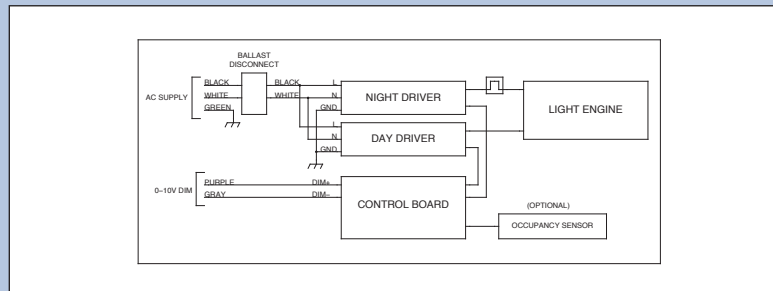 BALLAST
DISCONNECT
AC SUPPLY
BLACK
WHITE
GREEN
BLACK
WHITE
L
N
GND
NIGHT DRIVER
LIGHT ENGINE
L
N
GND
DAY DRIVER
0–10V DIM
PURPLE
GRAY
DIM+
DIM–
CONTROL BOARD
(OPTIONAL)
OCCUPANCY SENSOR